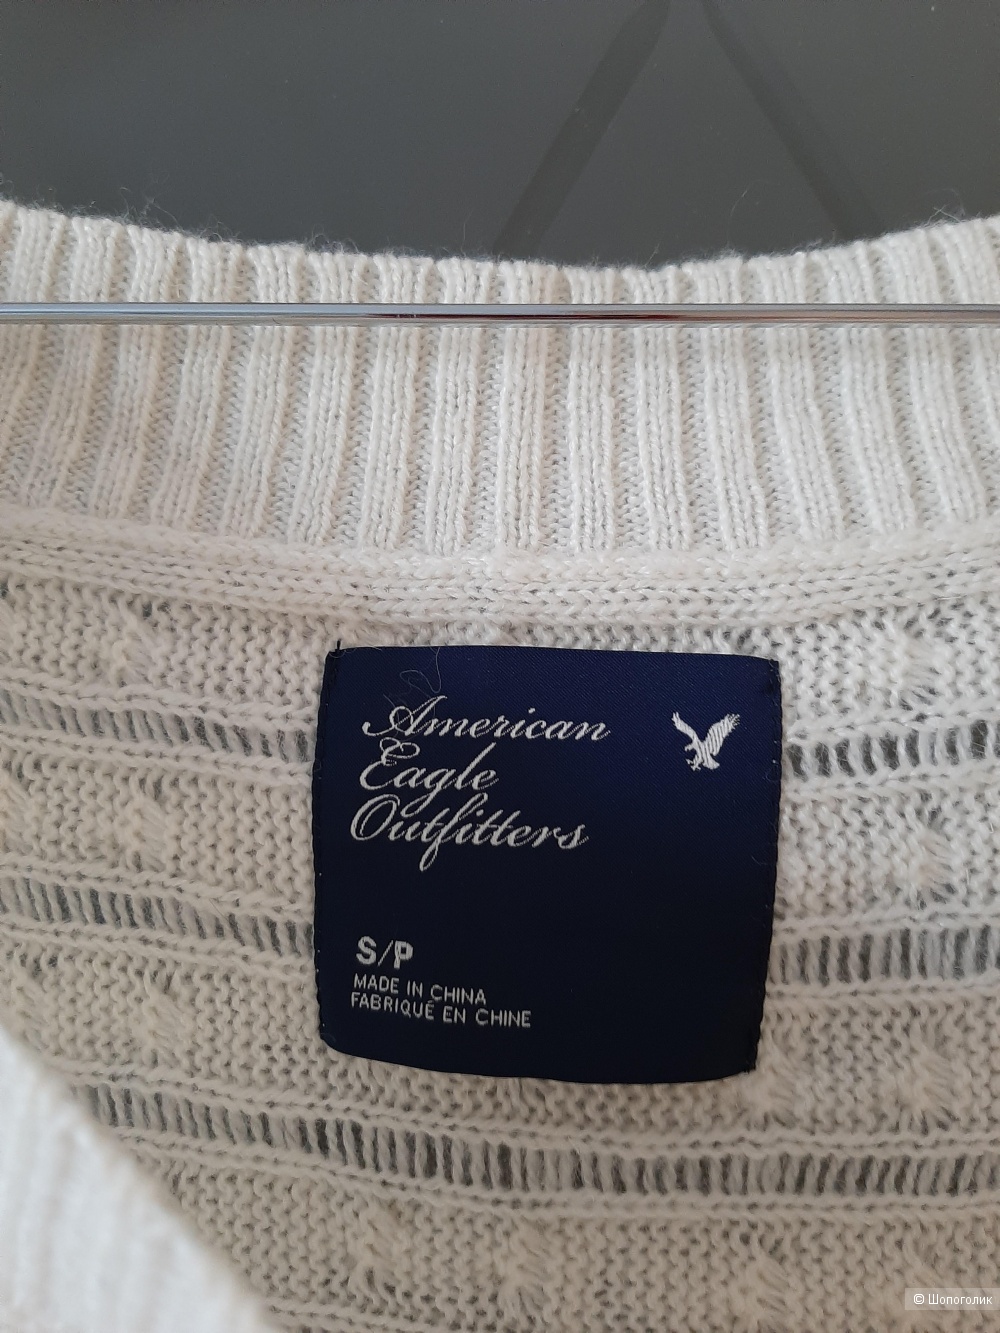 American
Eagle
Outfitters
S/P
MADE IN CHINA
FABRIQUÉ EN CHINE
© Шопоголик